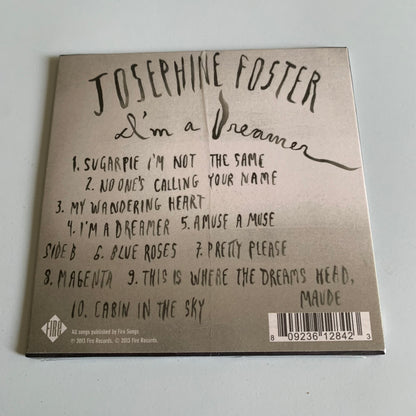 JOSEPHINE FOSTER
I'm a Dreamer
1. SUGARPIE I'M NOT THE SAME
2. NO ONE'S CALLING YOUR NAME
3. MY WANDERING HEART
4. I'M A DREAMER 5. AMUSE A MUSE
SIDE B 6. BLUE ROSES 7. PRETTY PLEASE
8. MAGENTA 9. THIS IS WHERE THE DREAMS HEAD,
MAUDE
10. CABIN IN THE SKY
FIRE
All songs published by Fire Songs
℗ 2013 Fire Records. © 2013 Fire Records.
8 09236 12842 3